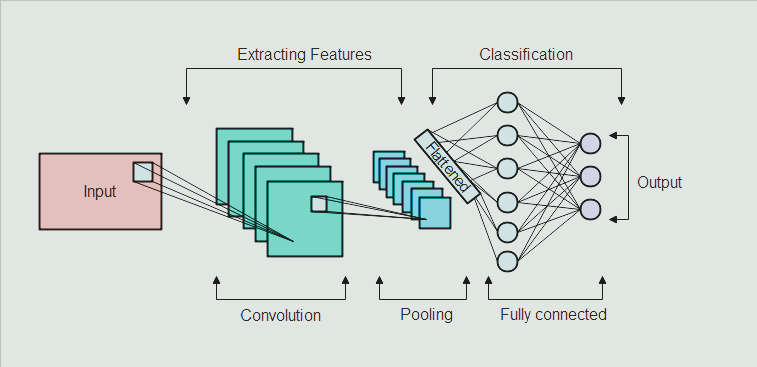 Extracting Features
Classification
Input
Flattened
Output
Convolution
Pooling
Fully connected